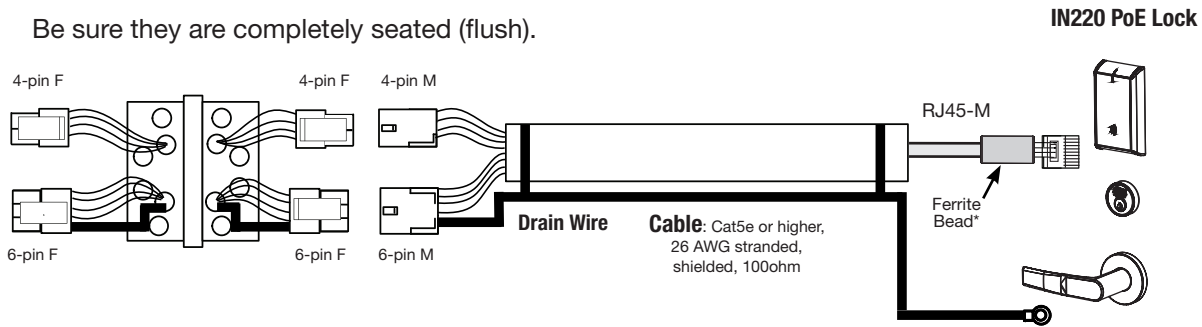 IN220 PoE Lock
Be sure they are completely seated (flush).
4-pin F
4-pin F
4-pin M
RJ45-M
Ferrite
Bead*
Drain Wire
Cable: Cat5e or higher,
26 AWG stranded,
shielded, 100ohm
6-pin F
6-pin F
6-pin M